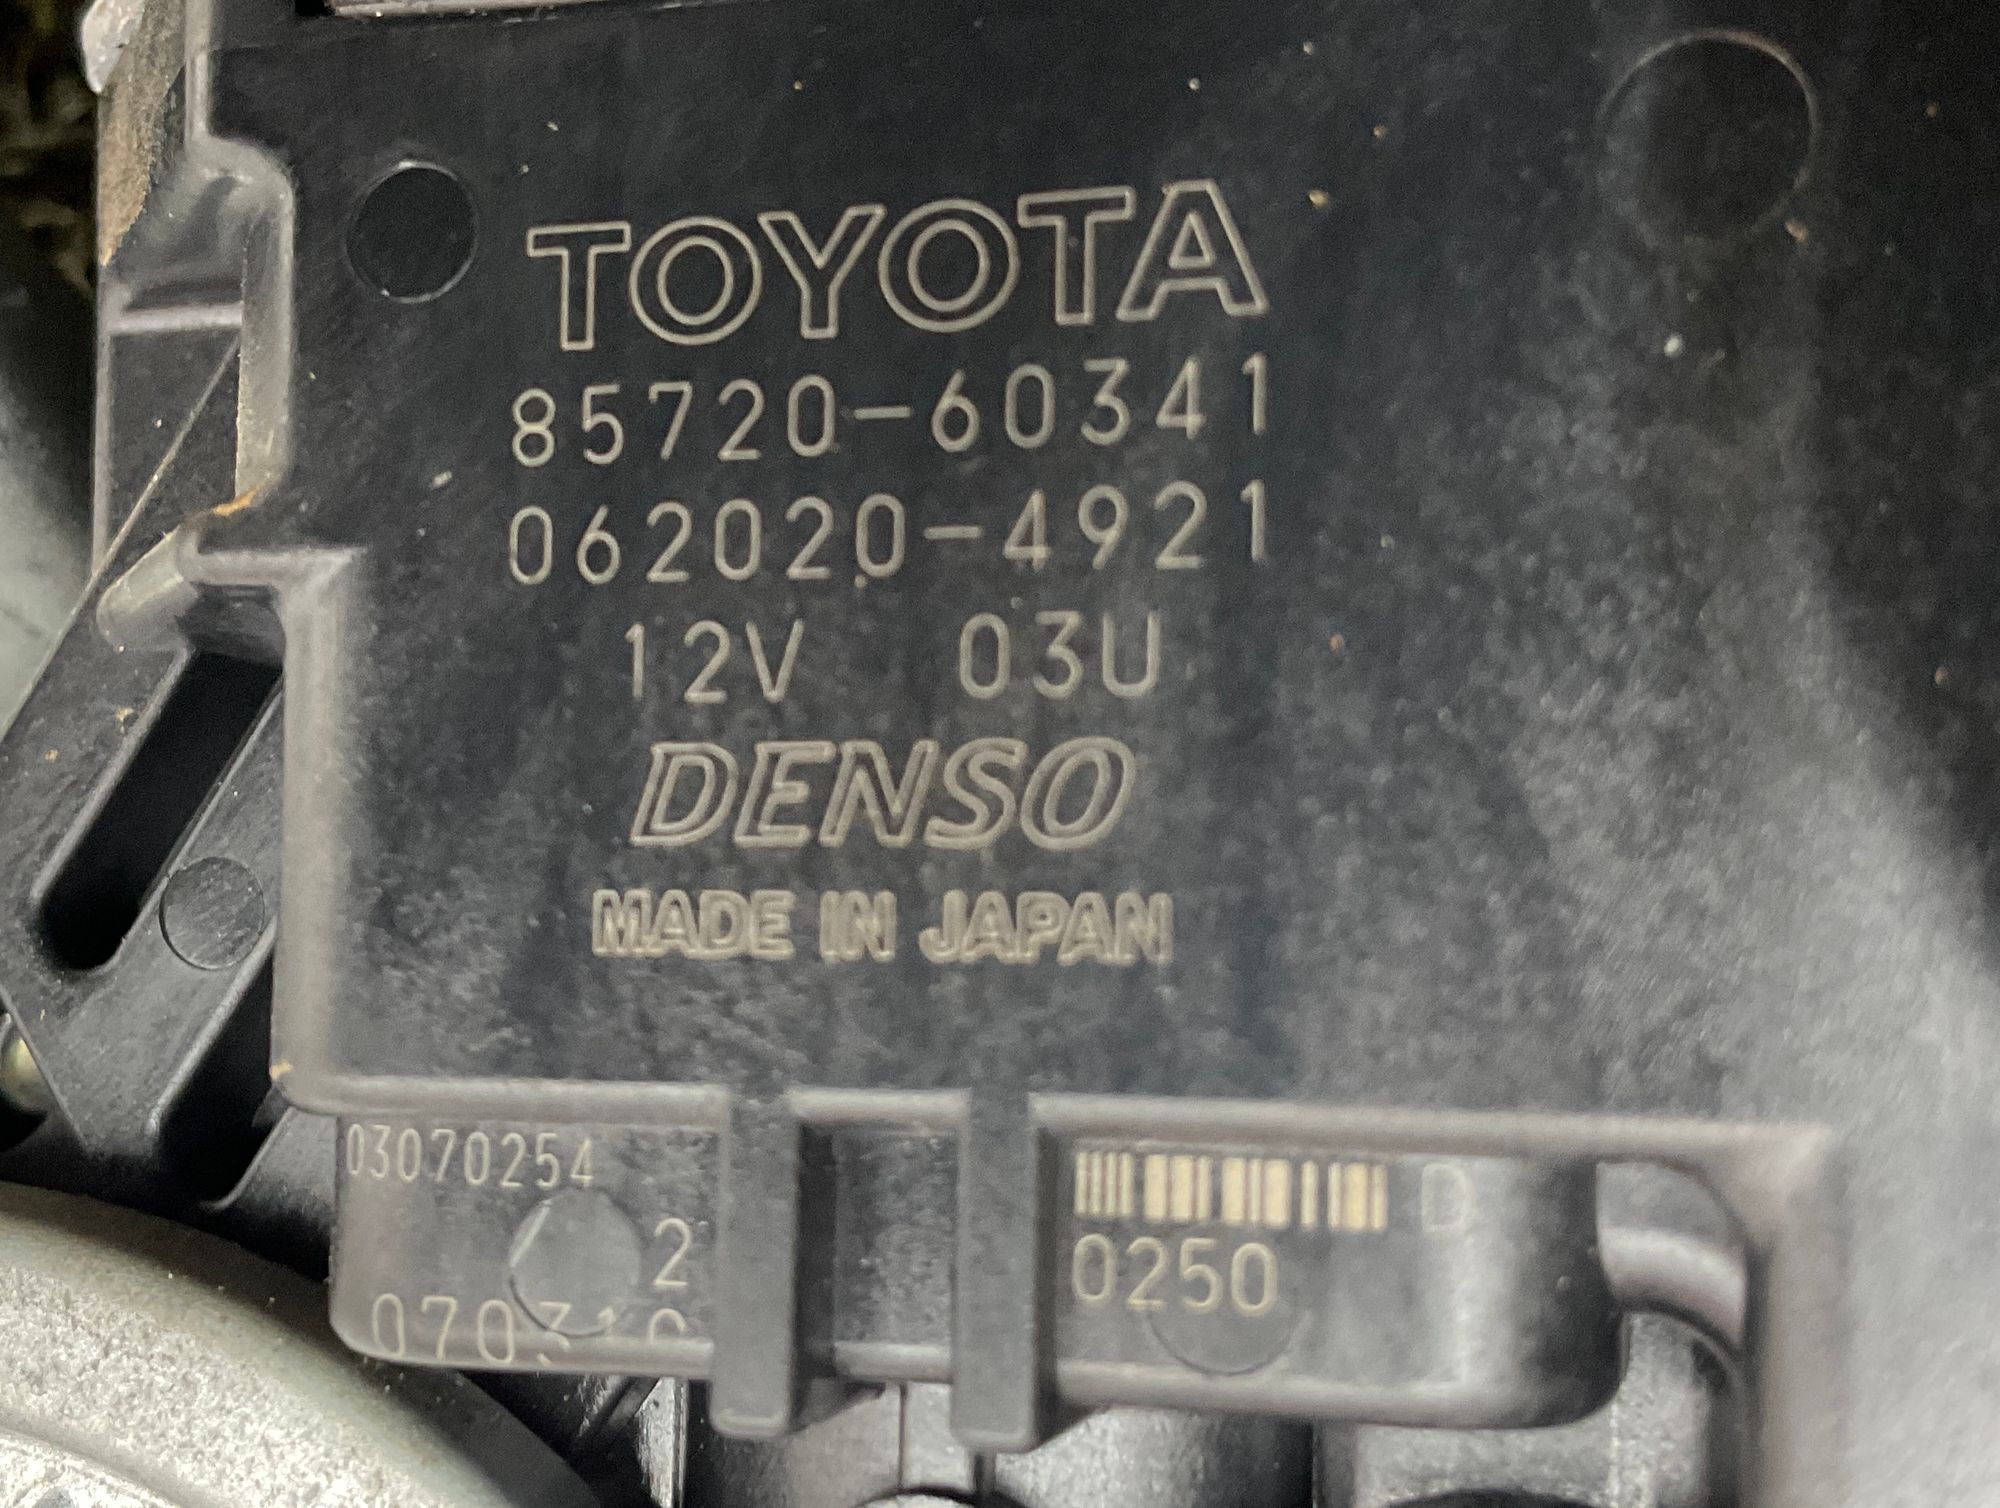 TOYOTA
85720-60341
062020-4921
12V 03U
DENSO
MADE IN JAPAN
03070254
2
D
0250